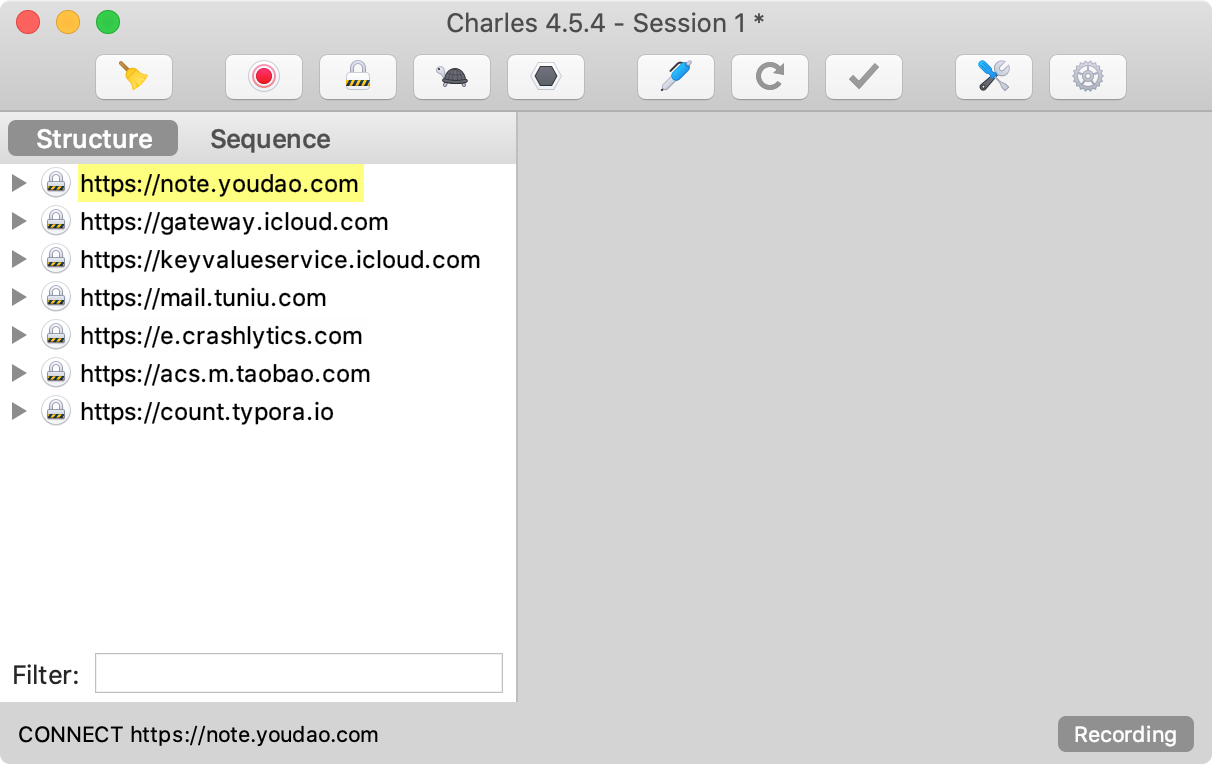 Charles 4.5.4 - Session 1 *
Structure Sequence
https://note.youdao.com
https://gateway.icloud.com
https://keyvalueservice.icloud.com
https://mail.tuniu.com
https://e.crashlytics.com
https://acs.m.taobao.com
https://count.typora.io
Filter:
CONNECT https://note.youdao.com Recording